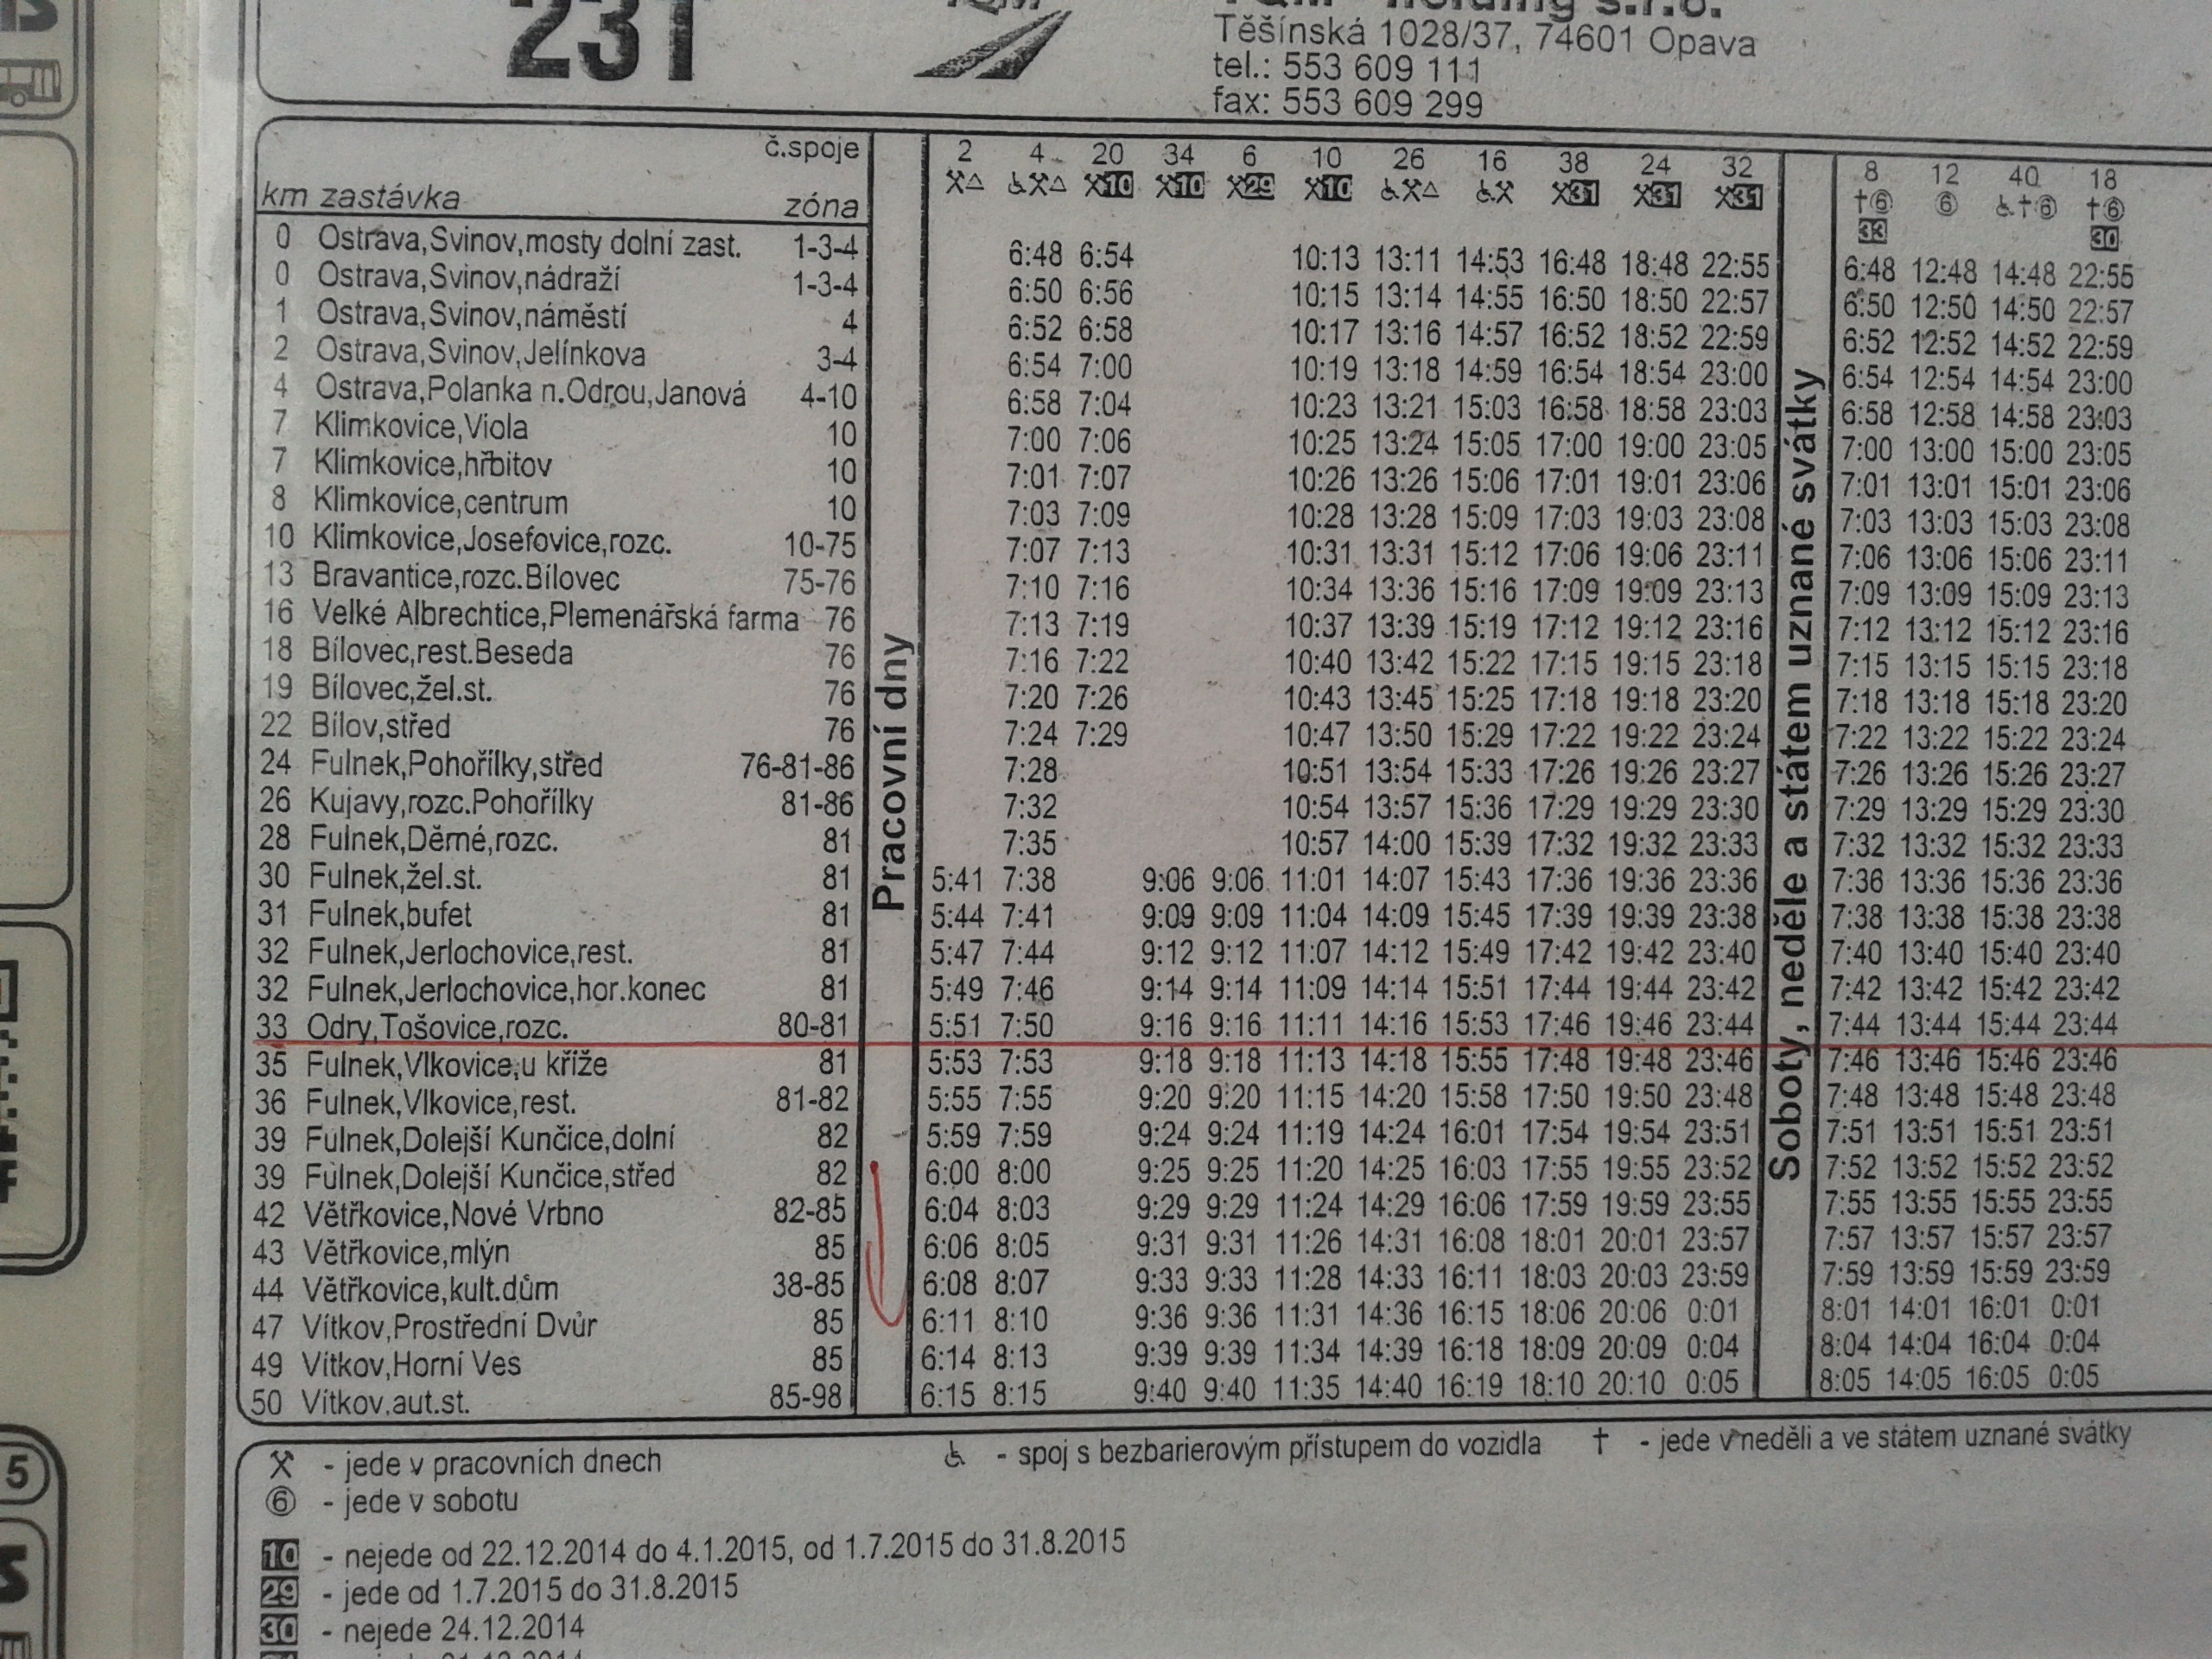 231
Těšínská 1028/37, 74601 Opava
tel.: 553 609 111
fax: 553 609 299
č.spoje 2 4 20 34 6 10 26 16 38 24 32 8 12 40 18
km zastávka zóna ⚒△ ♿⚒△ ⚒10 ⚒10 ⚒29 ⚒10 ♿⚒△ ♿⚒ ⚒31 ⚒31 ⚒31 †⑥ ⑥ ♿†⑥ †⑥
33 30
0 Ostrava,Svinov,mosty dolní zast. 1-3-4 6:48 6:54 10:13 13:11 14:53 16:48 18:48 22:55 6:48 12:48 14:48 22:55
0 Ostrava,Svinov,nádraží 1-3-4 6:50 6:56 10:15 13:14 14:55 16:50 18:50 22:57 6:50 12:50 14:50 22:57
1 Ostrava,Svinov,náměstí 4 6:52 6:58 10:17 13:16 14:57 16:52 18:52 22:59 6:52 12:52 14:52 22:59
2 Ostrava,Svinov,Jelínkova 3-4 6:54 7:00 10:19 13:18 14:59 16:54 18:54 23:00 6:54 12:54 14:54 23:00
4 Ostrava,Polanka n.Odrou,Janová 4-10 6:58 7:04 10:23 13:21 15:03 16:58 18:58 23:03 6:58 12:58 14:58 23:03
7 Klimkovice,Viola 10 7:00 7:06 10:25 13:24 15:05 17:00 19:00 23:05 7:00 13:00 15:00 23:05
7 Klimkovice,hřbitov 10 7:01 7:07 10:26 13:26 15:06 17:01 19:01 23:06 7:01 13:01 15:01 23:06
8 Klimkovice,centrum 10 7:03 7:09 10:28 13:28 15:09 17:03 19:03 23:08 7:03 13:03 15:03 23:08
10 Klimkovice,Josefovice,rozc. 10-75 7:07 7:13 10:31 13:31 15:12 17:06 19:06 23:11 7:06 13:06 15:06 23:11
13 Bravantice,rozc.Bílovec 75-76 7:10 7:16 10:34 13:36 15:16 17:09 19:09 23:13 7:09 13:09 15:09 23:13
16 Velké Albrechtice,Plemenářská farma 76 7:13 7:19 10:37 13:39 15:19 17:12 19:12 23:16 7:12 13:12 15:12 23:16
18 Bílovec,rest.Beseda 76 7:16 7:22 10:40 13:42 15:22 17:15 19:15 23:18 7:15 13:15 15:15 23:18
19 Bílovec,žel.st. 76 7:20 7:26 10:43 13:45 15:25 17:18 19:18 23:20 7:18 13:18 15:18 23:20
22 Bílov,střed 76 7:24 7:29 10:47 13:50 15:29 17:22 19:22 23:24 7:22 13:22 15:22 23:24
24 Fulnek,Pohořílky,střed 76-81-86 7:28 10:51 13:54 15:33 17:26 19:26 23:27 7:26 13:26 15:26 23:27
26 Kujavy,rozc.Pohořílky 81-86 7:32 10:54 13:57 15:36 17:29 19:29 23:30 7:29 13:29 15:29 23:30
28 Fulnek,Děrné,rozc. 81 7:35 10:57 14:00 15:39 17:32 19:32 23:33 7:32 13:32 15:32 23:33
30 Fulnek,žel.st. 81 5:41 7:38 9:06 9:06 11:01 14:07 15:43 17:36 19:36 23:36 7:36 13:36 15:36 23:36
31 Fulnek,bufet 81 5:44 7:41 9:09 9:09 11:04 14:09 15:45 17:39 19:39 23:38 7:38 13:38 15:38 23:38
32 Fulnek,Jerlochovice,rest. 81 5:47 7:44 9:12 9:12 11:07 14:12 15:49 17:42 19:42 23:40 7:40 13:40 15:40 23:40
32 Fulnek,Jerlochovice,hor.konec 81 5:49 7:46 9:14 9:14 11:09 14:14 15:51 17:44 19:44 23:42 7:42 13:42 15:42 23:42
33 Odry,Tošovice,rozc. 80-81 5:51 7:50 9:16 9:16 11:11 14:16 15:53 17:46 19:46 23:44 7:44 13:44 15:44 23:44
35 Fulnek,Vlkovice,u kříže 81 5:53 7:53 9:18 9:18 11:13 14:18 15:55 17:48 19:48 23:46 7:46 13:46 15:46 23:46
36 Fulnek,Vlkovice,rest. 81-82 5:55 7:55 9:20 9:20 11:15 14:20 15:58 17:50 19:50 23:48 7:48 13:48 15:48 23:48
39 Fulnek,Dolejší Kunčice,dolní 82 5:59 7:59 9:24 9:24 11:19 14:24 16:01 17:54 19:54 23:51 7:51 13:51 15:51 23:51
39 Fulnek,Dolejší Kunčice,střed 82 6:00 8:00 9:25 9:25 11:20 14:25 16:03 17:55 19:55 23:52 7:52 13:52 15:52 23:52
42 Větřkovice,Nové Vrbno 82-85 6:04 8:03 9:29 9:29 11:24 14:29 16:06 17:59 19:59 23:55 7:55 13:55 15:55 23:55
43 Větřkovice,mlýn 85 6:06 8:05 9:31 9:31 11:26 14:31 16:08 18:01 20:01 23:57 7:57 13:57 15:57 23:57
44 Větřkovice,kult.dům 38-85 6:08 8:07 9:33 9:33 11:28 14:33 16:11 18:03 20:03 23:59 7:59 13:59 15:59 23:59
47 Vítkov,Prostřední Dvůr 85 6:11 8:10 9:36 9:36 11:31 14:36 16:15 18:06 20:06 0:01 8:01 14:01 16:01 0:01
49 Vítkov,Horní Ves 85 6:14 8:13 9:39 9:39 11:34 14:39 16:18 18:09 20:09 0:04 8:04 14:04 16:04 0:04
50 Vítkov,aut.st. 85-98 6:15 8:15 9:40 9:40 11:35 14:40 16:19 18:10 20:10 0:05 8:05 14:05 16:05 0:05
Pracovní dny
Soboty, neděle a státem uznané svátky
⚒ - jede v pracovních dnech ♿ - spoj s bezbarierovým přístupem do vozidla † - jede v neděli a ve státem uznané svátky
⑥ - jede v sobotu
10 - nejede od 22.12.2014 do 4.1.2015, od 1.7.2015 do 31.8.2015
29 - jede od 1.7.2015 do 31.8.2015
30 - nejede 24.12.2014
5